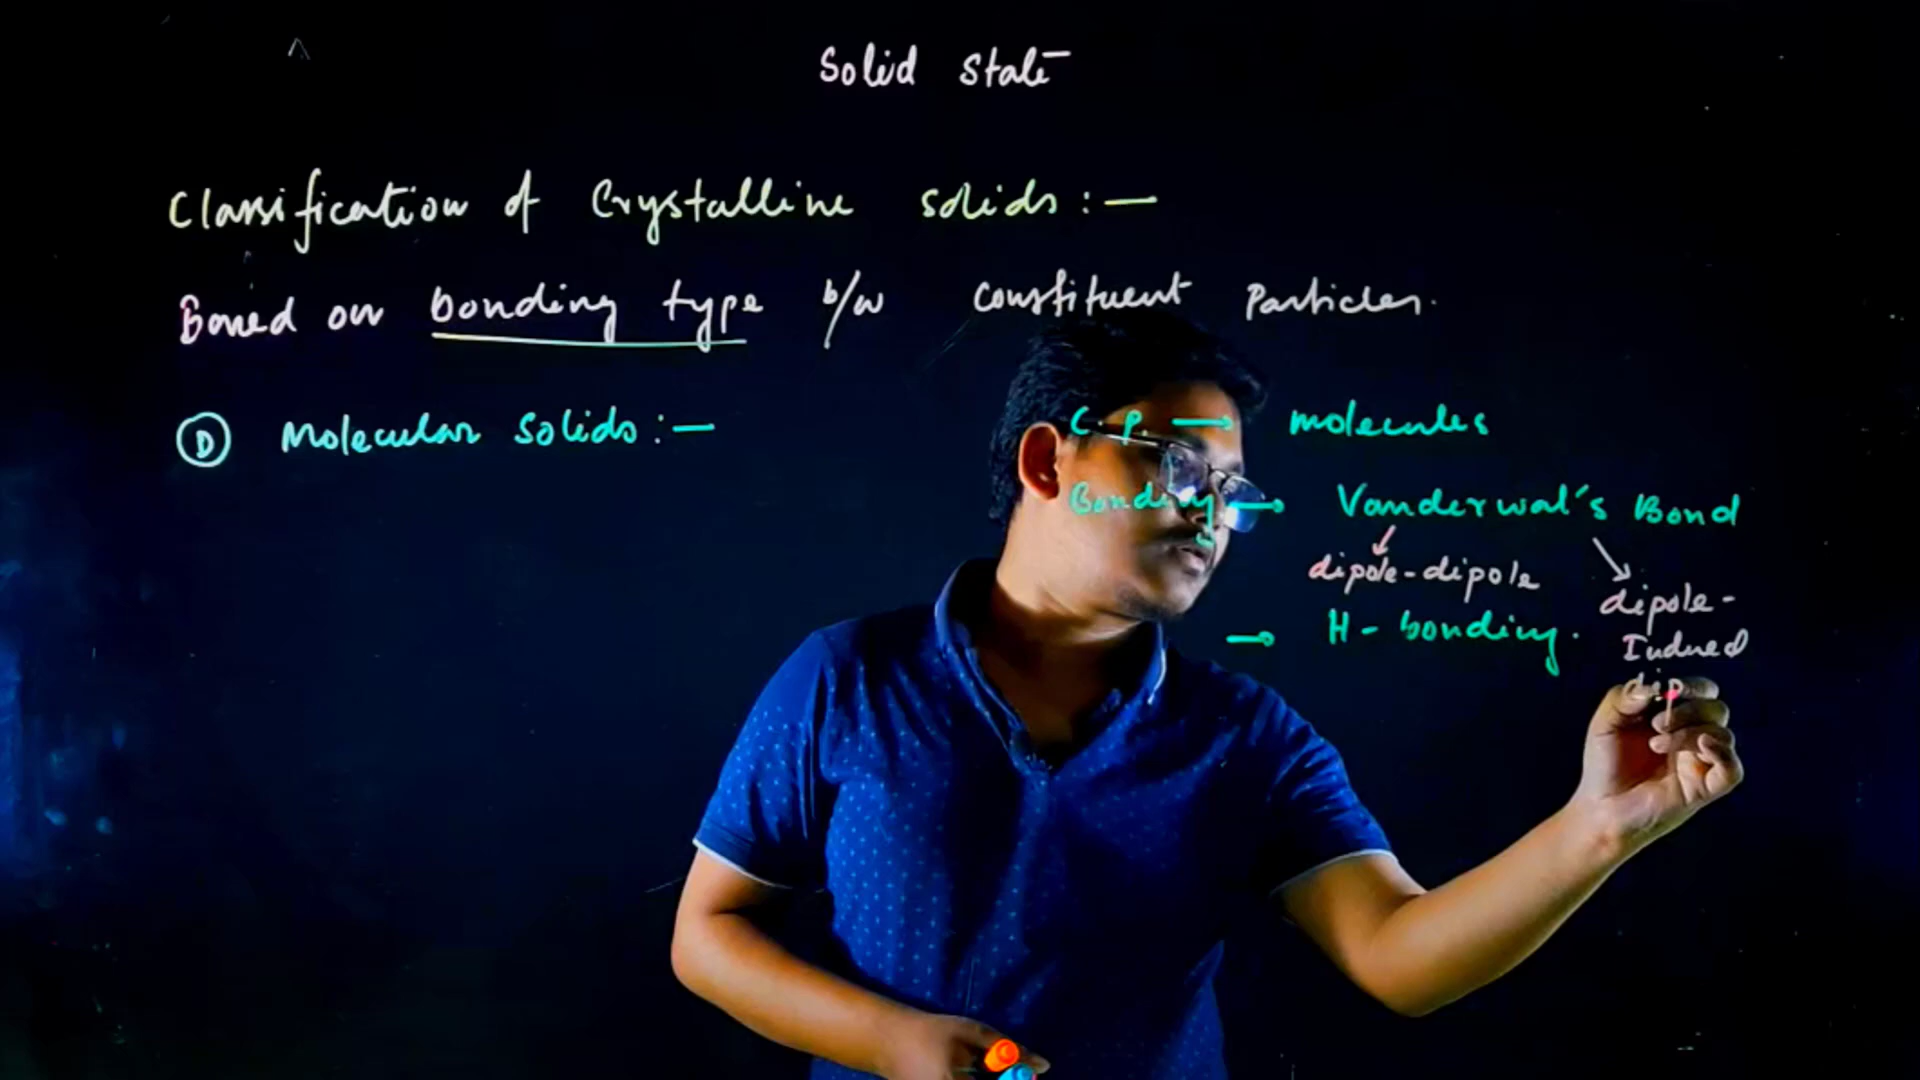 Solid State
Classification of Crystalline solids:—
Based on bonding type b/w constituent Particles.
(D) Molecular Solids:—
C.P. → molecules
Bonding → Vanderwal's Bond
dipole-dipole
dipole-
Induced
dip
→ H-bonding.